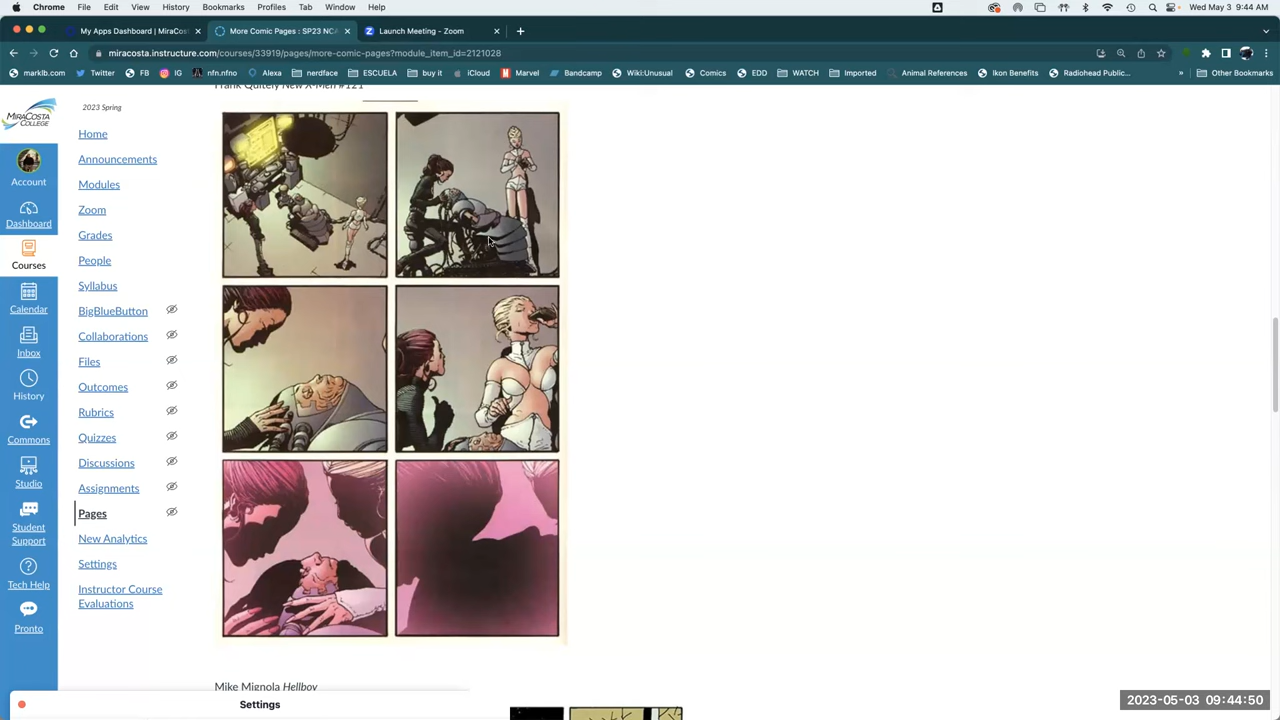 Chrome File Edit View History Bookmarks Profiles Tab Window Help Wed May 3 9:44 AM
My Apps Dashboard | MiraCost × More Comic Pages : SP23 NCA × Launch Meeting - Zoom × +
miracosta.instructure.com/courses/33919/pages/more-comic-pages?module_item_id=2121028
marklb.com Twitter FB IG nfn.nfno Alexa nerdface ESCUELA buy it iCloud Marvel Bandcamp Wiki:Unusual Comics EDD WATCH Imported Animal References Ikon Benefits Radiohead Public... » Other Bookmarks
Frank Quitely New X-Men #121
2023 Spring
MIRACOSTA
COLLEGE
Home
Announcements
Account
Modules
Zoom
Dashboard
Grades
People
Courses
Syllabus
Calendar
BigBlueButton
Collaborations
Inbox
Files
Outcomes
History
Rubrics
Commons
Quizzes
Discussions
Studio
Assignments
Pages
Student
Support
New Analytics
Settings
Tech Help
Instructor Course
Evaluations
Pronto
Mike Mignola Hellboy
Settings
2023-05-03 09:44:50